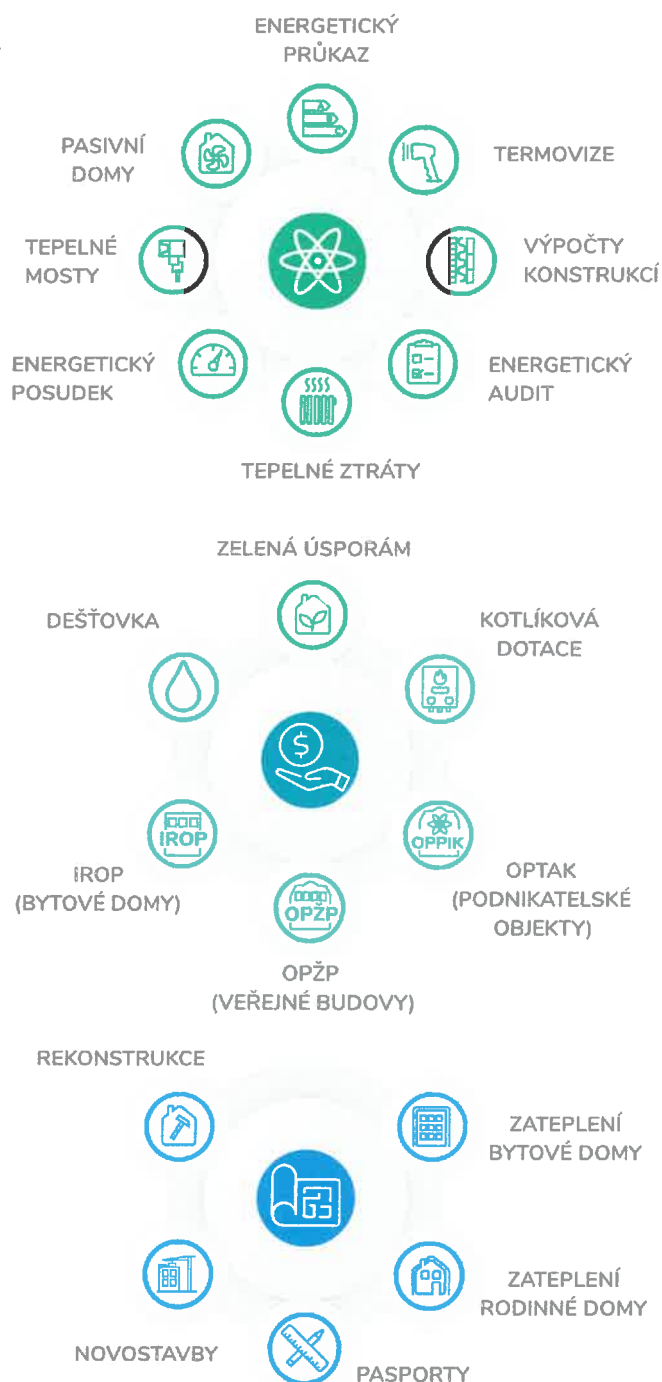 ENERGETICKÝ
PRŮKAZ
PASIVNÍ
DOMY
TERMOVIZE
TEPELNÉ
MOSTY
VÝPOČTY
KONSTRUKCÍ
ENERGETICKÝ
POSUDEK
ENERGETICKÝ
AUDIT
TEPELNÉ ZTRÁTY
ZELENÁ ÚSPORÁM
DEŠŤOVKA
KOTLÍKOVÁ
DOTACE
$
IROP
OPPIK
IROP
(BYTOVÉ DOMY)
OPTAK
(PODNIKATELSKÉ
OBJEKTY)
OPŽP
OPŽP
(VEŘEJNÉ BUDOVY)
REKONSTRUKCE
ZATEPLENÍ
BYTOVÉ DOMY
ZATEPLENÍ
RODINNÉ DOMY
NOVOSTAVBY
PASPORTY